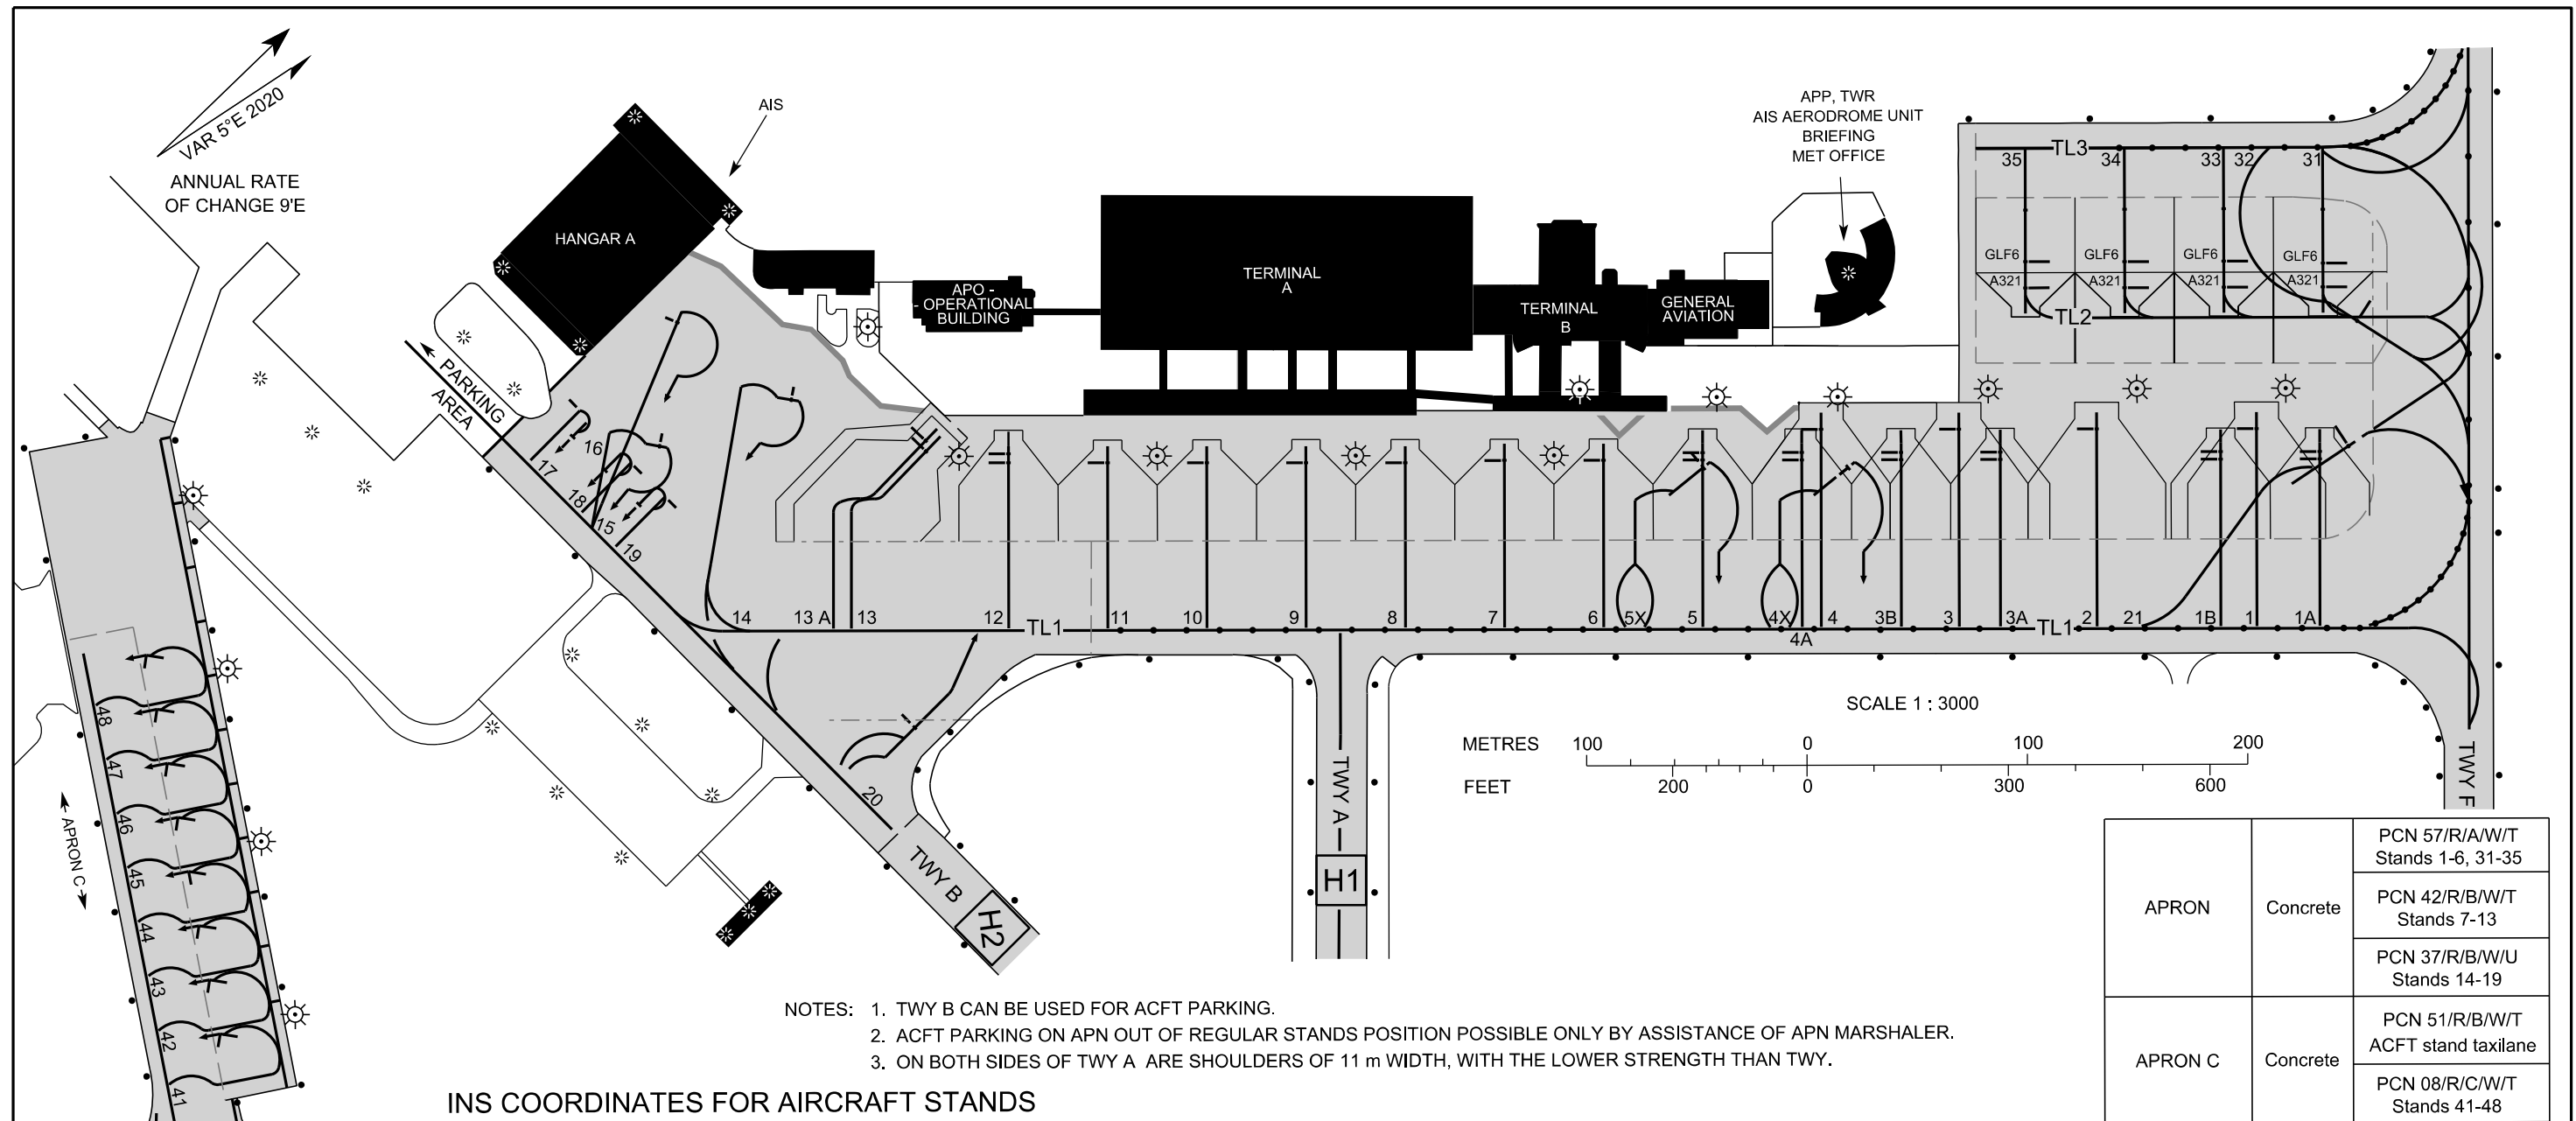 VAR 5°E 2020
ANNUAL RATE
OF CHANGE 9'E
AIS
HANGAR A
PARKING
AREA
APO -
- OPERATIONAL
BUILDING
TERMINAL
A
TERMINAL
B
GENERAL
AVIATION
APP, TWR
AIS AERODROME UNIT
BRIEFING
MET OFFICE
35
TL3
34
33
32
31
GLF6
GLF6
GLF6
GLF6
A321
A321
A321
A321
TL2
17
16
18
15
19
14
13 A
13
12
TL1
11
10
9
8
7
6
5X
5
4X
4A
4
3B
3
3A
TL1
2
21
1B
1
1A
20
TWY B
H2
TWY A
H1
TWY F
48
47
46
45
44
43
42
41
APRON C
SCALE 1 : 3000
METRES 100 0 100 200
FEET 200 0 300 600
APRON
Concrete
PCN 57/R/A/W/T
Stands 1-6, 31-35
PCN 42/R/B/W/T
Stands 7-13
PCN 37/R/B/W/U
Stands 14-19
APRON C
Concrete
PCN 51/R/B/W/T
ACFT stand taxilane
PCN 08/R/C/W/T
Stands 41-48
NOTES: 1. TWY B CAN BE USED FOR ACFT PARKING.
2. ACFT PARKING ON APN OUT OF REGULAR STANDS POSITION POSSIBLE ONLY BY ASSISTANCE OF APN MARSHALER.
3. ON BOTH SIDES OF TWY A ARE SHOULDERS OF 11 m WIDTH, WITH THE LOWER STRENGTH THAN TWY.
INS COORDINATES FOR AIRCRAFT STANDS